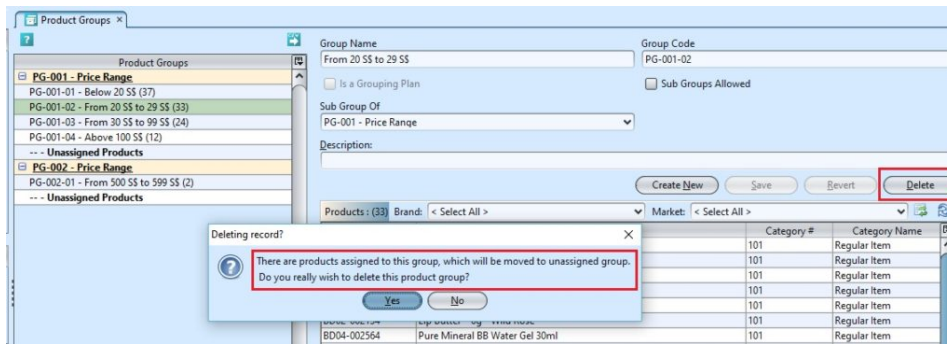 Product Groups ×
?
Product Groups
PG-001 - Price Range
PG-001-01 - Below 20 S$ (37)
PG-001-02 - From 20 S$ to 29 S$ (33)
PG-001-03 - From 30 S$ to 99 S$ (24)
PG-001-04 - Above 100 S$ (12)
-- - Unassigned Products
PG-002 - Price Range
PG-002-01 - From 500 S$ to 599 S$ (2)
-- - Unassigned Products
Group Name Group Code
From 20 S$ to 29 S$ PG-001-02
Is a Grouping Plan Sub Groups Allowed
Sub Group Of
PG-001 - Price Range
Description:
Create New Save Revert Delete
Products : (33) Brand: < Select All > Market: < Select All >
Category # Category Name
101 Regular Item
101 Regular Item
101 Regular Item
101 Regular Item
101 Regular Item
101 Regular Item
BD04-002564 Pure Mineral BB Water Gel 30ml 101 Regular Item
Deleting record? ×
?
There are products assigned to this group, which will be moved to unassigned group.
Do you really wish to delete this product group?
Yes No